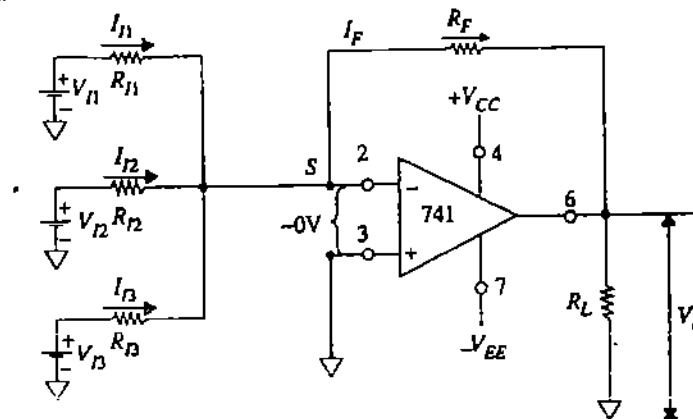 I_I1
R_I1
V_I1
+
−
I_I2
R_I2
V_I2
+
−
I_I3
R_I3
V_I3
+
−
I_F
R_F
+V_CC
4
S
2
−
741
~0V
3
+
6
7
−V_EE
R_L